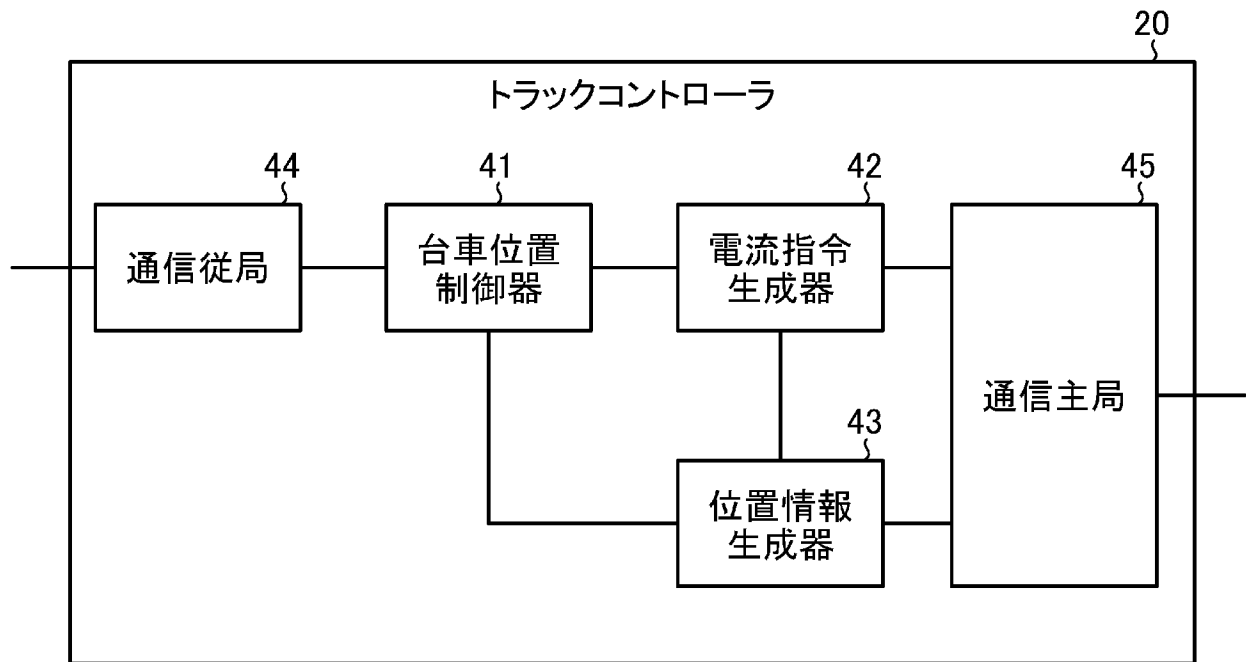 20
トラックコントローラ
44
41
42
45
通信従局
台車位置
制御器
電流指令
生成器
通信主局
43
位置情報
生成器